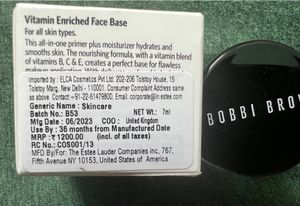 Vitamin Enriched Face Base
For all skin types.
This all-in-one primer plus moisturizer hydrates and
smooths skin. The nourishing formula, with a blend of
vitamins B, C & E, creates a perfect base for flawless
makeup application. With
Imported by : ELCA Cosmetics Pvt Ltd. 202-206 Tolstoy House, 15
Tolstoy Marg, New Delhi - 110001. Consumer Complaint Address same
as above Contact : +91-22-61479800, Email: corporate@in.estee.com
Generic Name : Skincare
Batch No. : B53 NET Wt. : 7ml
Mfg Date : 06/2023 COO : United Kingdom
Use By : 36 months from Manufactured Date
MRP : ₹ 1200.00 (incl. of all taxes)
RC No.: COS001/13
MFD/By/For: The Estee Lauder Companies Inc, 767,
Fifth Avenue NY 10153, United States of America
BOBBI BROW